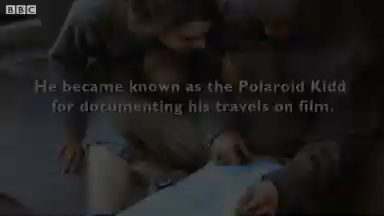 BBC
He became known as the Polaroid Kidd
for documenting his travels on film.